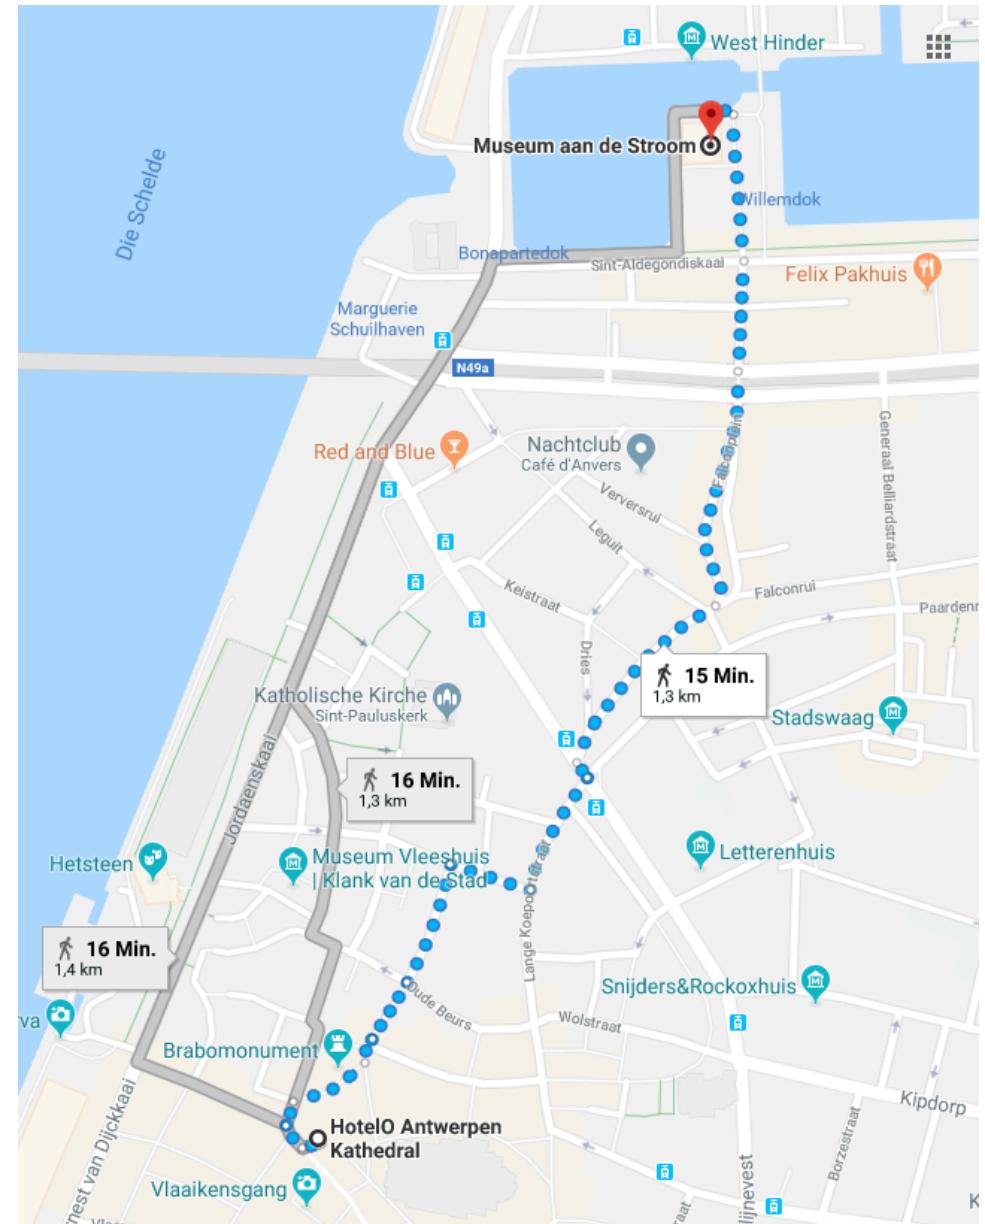 West Hinder
Museum aan de Stroom
Die Schelde
Willemdok
Bonapartedok
Sint-Aldegondiskaai
Felix Pakhuis
Marguerie
Schuilhaven
N49a
Falconplein
Generaal Belliardstraat
Red and Blue
Nachtclub
Café d'Anvers
Verversrui
Leguit
Keistraat
Falconrui
Paardenm
Dries
15 Min.
1,3 km
Katholische Kirche
Sint-Pauluskerk
Stadswaag
Jordaenskaai
16 Min.
1,3 km
Hetsteen
Museum Vleeshuis
| Klank van de Stad
Letterenhuis
Lange Koepoortstraat
16 Min.
1,4 km
Snijders&Rockoxhuis
rva
Oude Beurs
Wolstraat
Brabomonument
Kipdorp
HotelO Antwerpen
Kathedral
Borzestraat
nest van Dijckkaai
Vlaaikensgang
lijnevest
raat
K